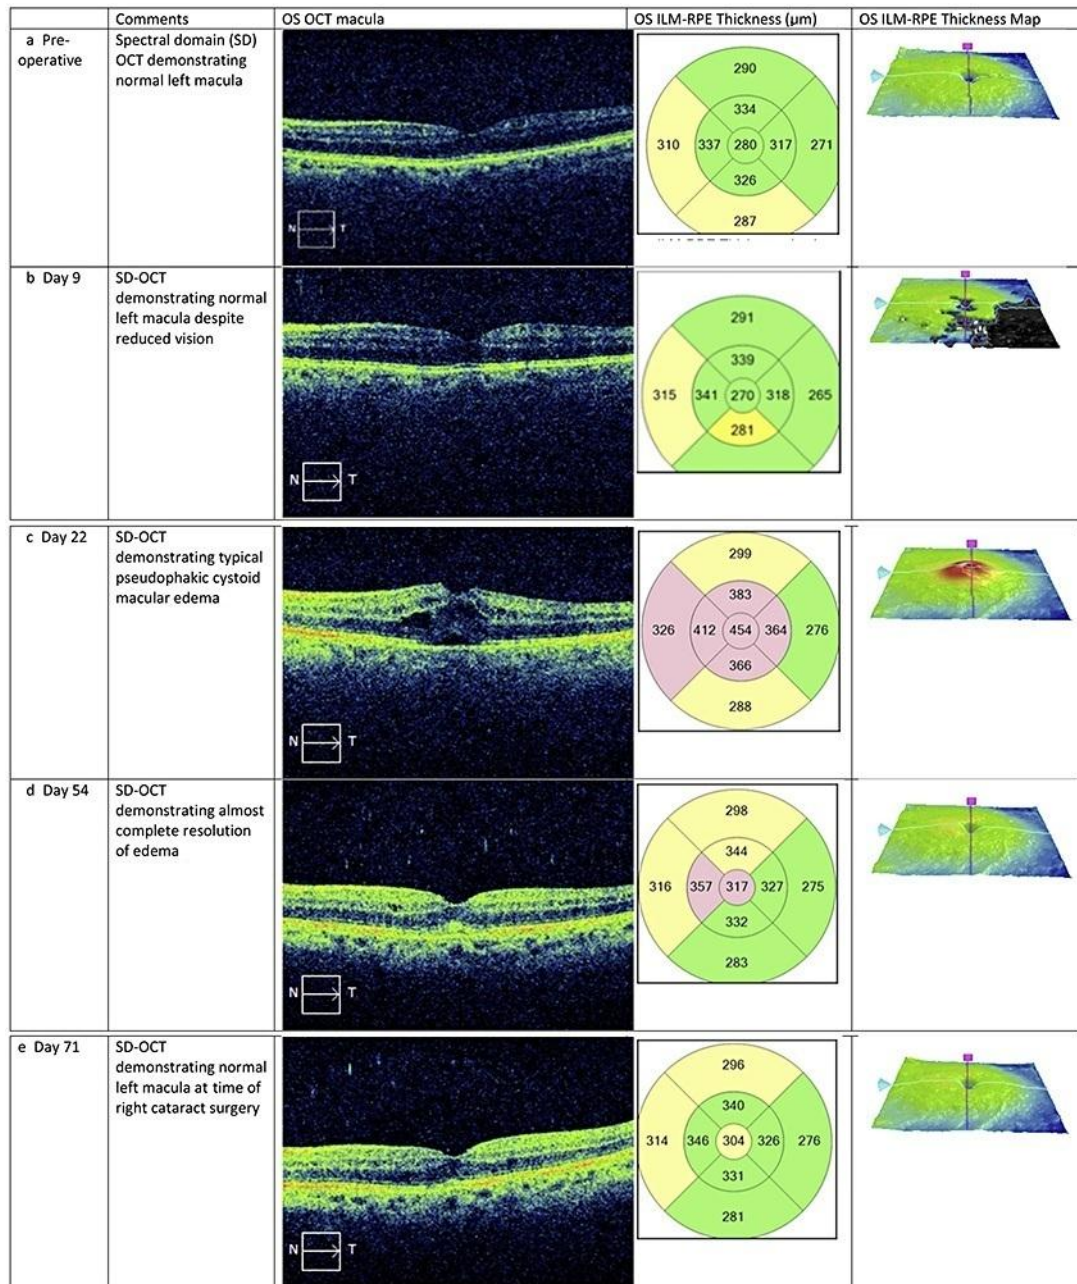 Comments
OS OCT macula
OS ILM-RPE Thickness (µm)
OS ILM-RPE Thickness Map
a Pre-
operative
Spectral domain (SD)
OCT demonstrating
normal left macula
N T
290
334
310 337 280 317 271
326
287
b Day 9
SD-OCT
demonstrating normal
left macula despite
reduced vision
N T
291
339
315 341 270 318 265
281
c Day 22
SD-OCT
demonstrating typical
pseudophakic cystoid
macular edema
N T
299
383
326 412 454 364 276
366
288
d Day 54
SD-OCT
demonstrating almost
complete resolution
of edema
N T
298
344
316 357 317 327 275
332
283
e Day 71
SD-OCT
demonstrating normal
left macula at time of
right cataract surgery
N T
296
340
314 346 304 326 276
331
281